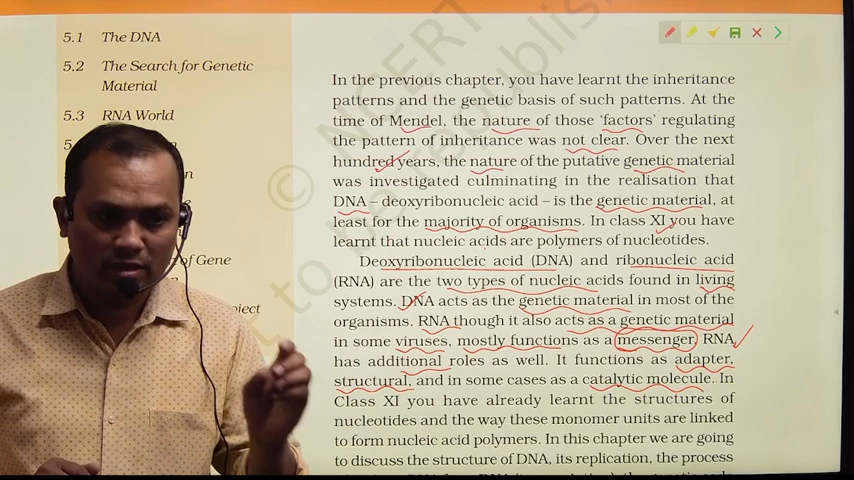 5.1 The DNA
5.2 The Search for Genetic
Material
5.3 RNA World
of Gene
© NCERT
to be republish
In the previous chapter, you have learnt the inheritance
patterns and the genetic basis of such patterns. At the
time of Mendel, the nature of those 'factors' regulating
the pattern of inheritance was not clear. Over the next
hundred years, the nature of the putative genetic material
was investigated culminating in the realisation that
DNA – deoxyribonucleic acid – is the genetic material, at
least for the majority of organisms. In class XI you have
learnt that nucleic acids are polymers of nucleotides.
Deoxyribonucleic acid (DNA) and ribonucleic acid
(RNA) are the two types of nucleic acids found in living
systems. DNA acts as the genetic material in most of the
organisms. RNA though it also acts as a genetic material
in some viruses, mostly functions as a messenger. RNA
has additional roles as well. It functions as adapter,
structural, and in some cases as a catalytic molecule. In
Class XI you have already learnt the structures of
nucleotides and the way these monomer units are linked
to form nucleic acid polymers. In this chapter we are going
to discuss the structure of DNA, its replication, the process